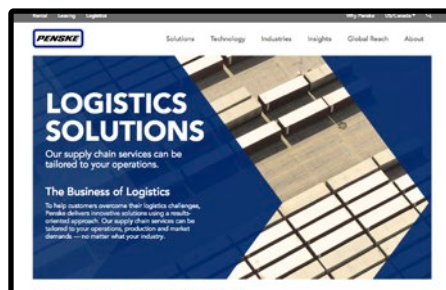 Rental Leasing Logistics Why Penske US/Canada
PENSKE Solutions Technology Industries Insights Global Reach About
LOGISTICS
SOLUTIONS
Our supply chain services can be
tailored to your operations.
The Business of Logistics
To help customers overcome their logistics challenges,
Penske delivers innovative solutions using a results-
oriented approach. Our supply chain services can be
tailored to your operations, production and market
demands — no matter what your industry.